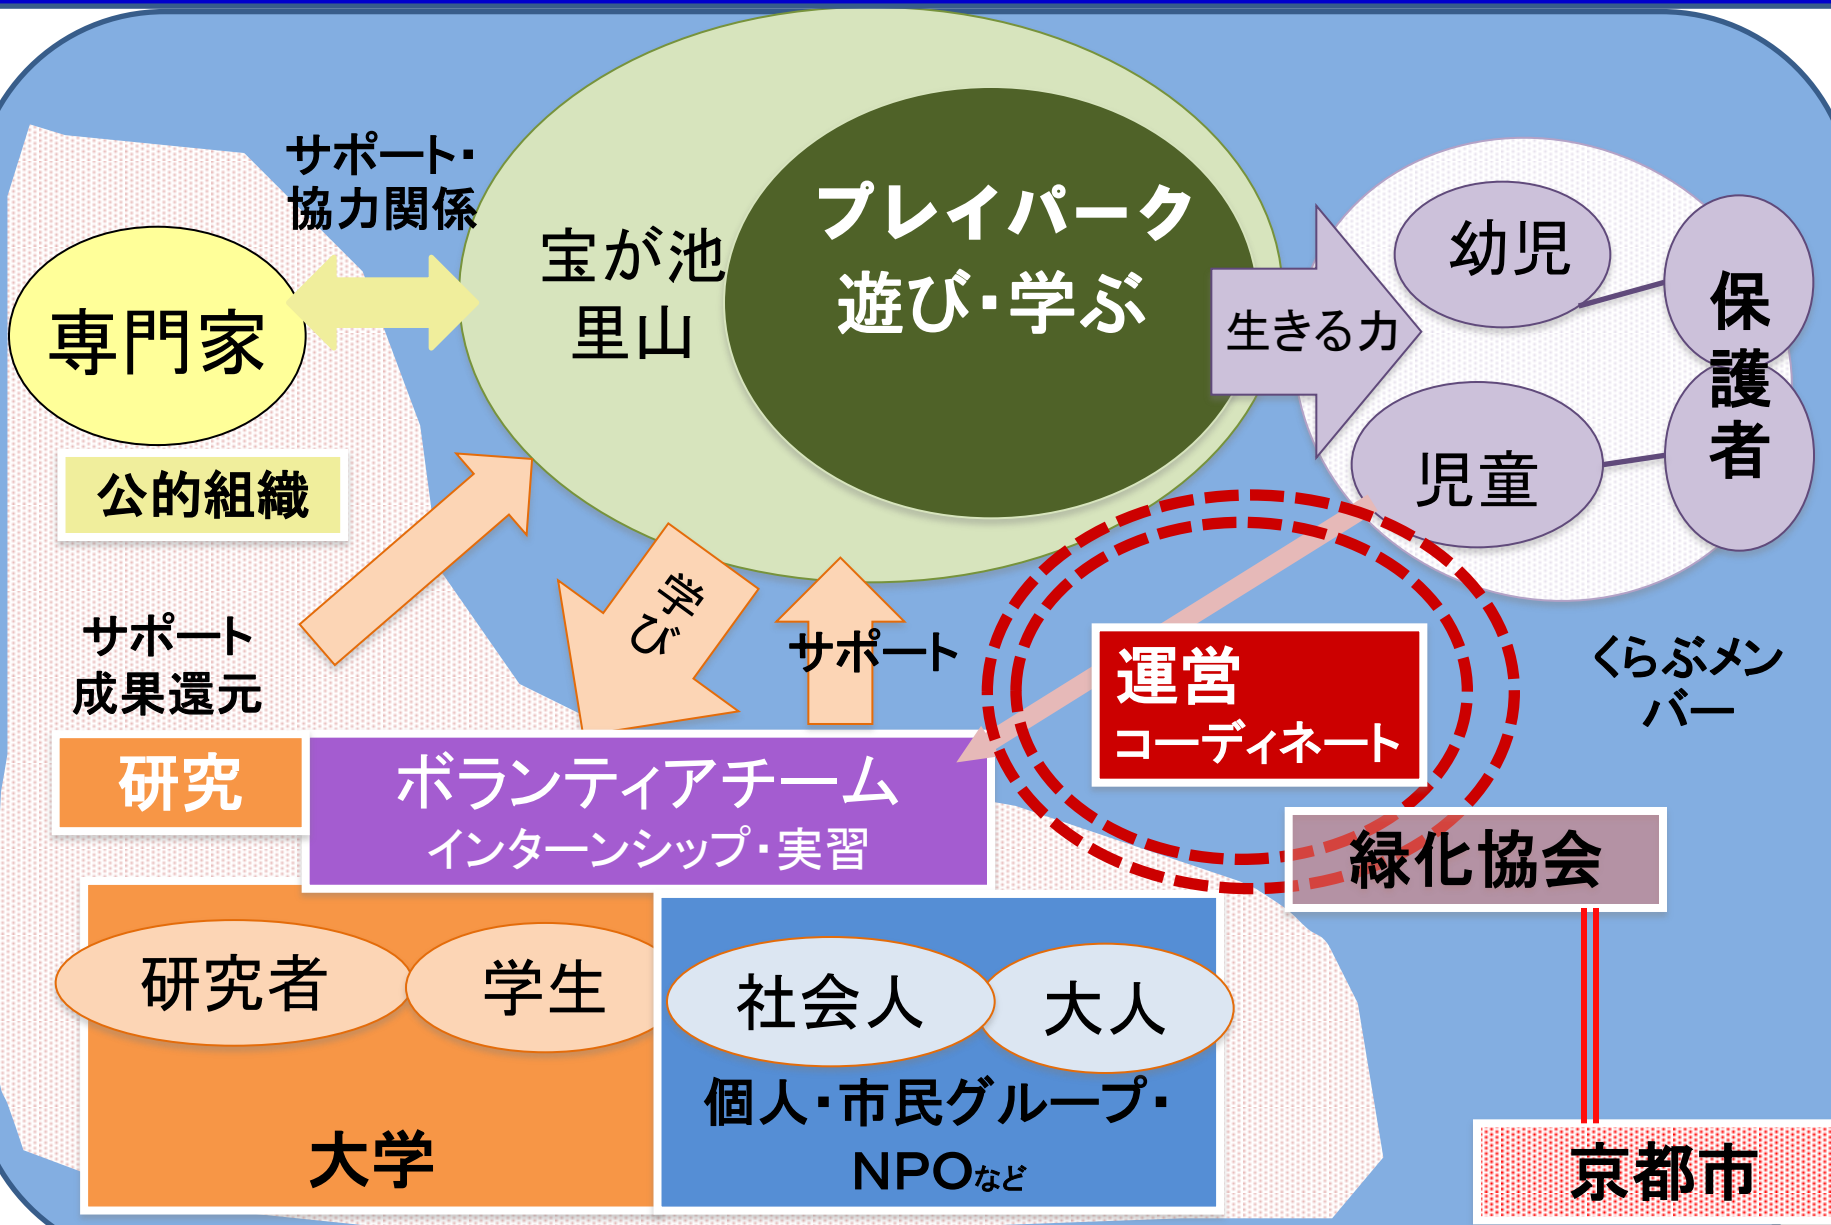 サポート・
協力関係
専門家
公的組織
宝が池
里山
プレイパーク
遊び・学ぶ
生きる力
幼児
児童
保護者
サポート
成果還元
学び
サポート
運営
コーディネート
くらぶメン
バー
研究
ボランティアチーム
インターンシップ・実習
緑化協会
研究者
学生
大学
社会人
大人
個人・市民グループ・
NPOなど
京都市